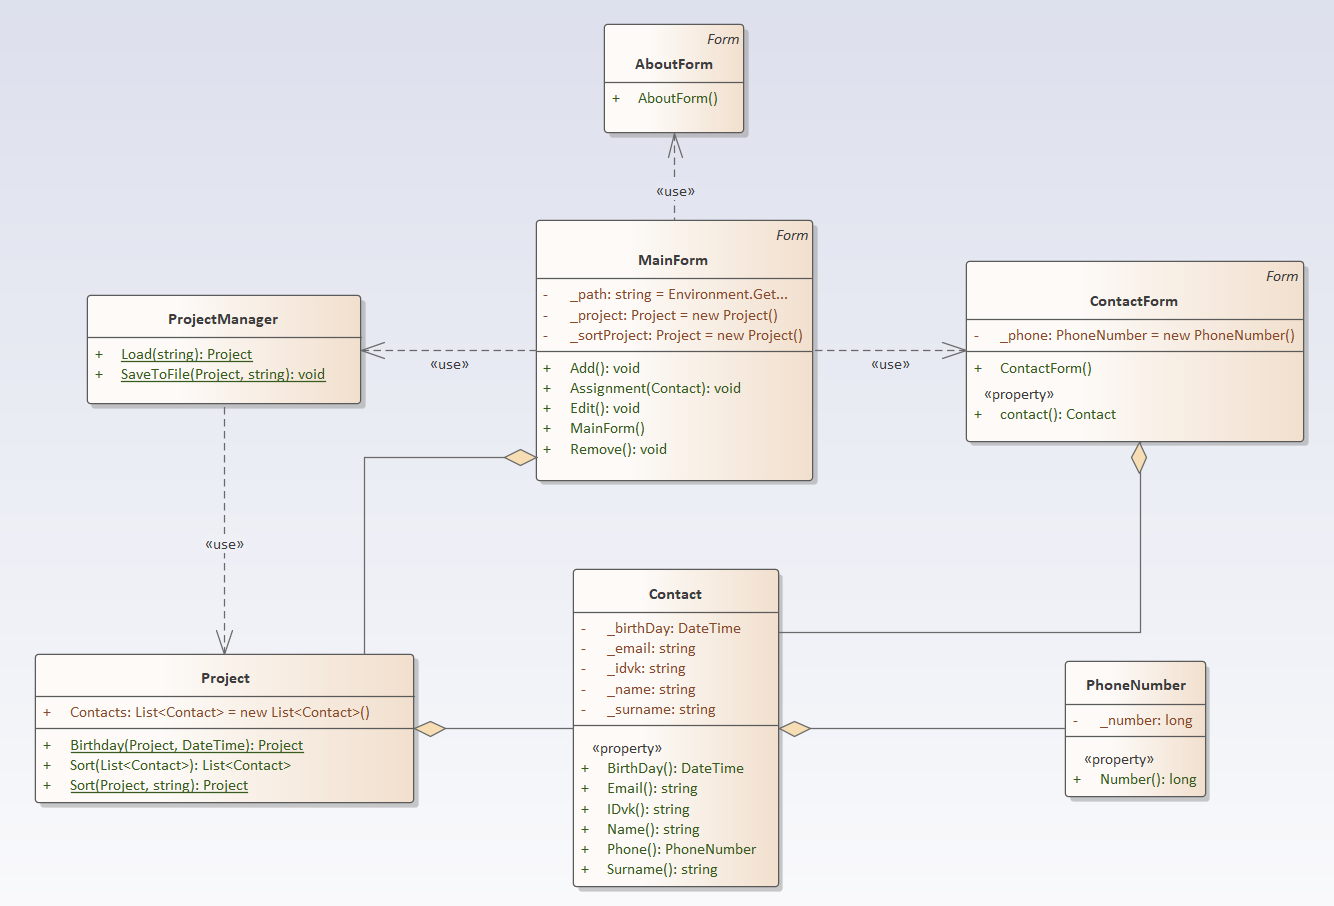 Form
AboutForm
+ AboutForm()
«use»
Form
MainForm
- _path: string = Environment.Get...
- _project: Project = new Project()
- _sortProject: Project = new Project()
+ Add(): void
+ Assignment(Contact): void
+ Edit(): void
+ MainForm()
+ Remove(): void
Form
ContactForm
- _phone: PhoneNumber = new PhoneNumber()
+ ContactForm()
«property»
+ contact(): Contact
ProjectManager
+ Load(string): Project
+ SaveToFile(Project, string): void
«use»
«use»
«use»
Project
+ Contacts: List<Contact> = new List<Contact>()
+ Birthday(Project, DateTime): Project
+ Sort(List<Contact>): List<Contact>
+ Sort(Project, string): Project
Contact
- _birthDay: DateTime
- _email: string
- _idvk: string
- _name: string
- _surname: string
«property»
+ BirthDay(): DateTime
+ Email(): string
+ IDvk(): string
+ Name(): string
+ Phone(): PhoneNumber
+ Surname(): string
PhoneNumber
- _number: long
«property»
+ Number(): long